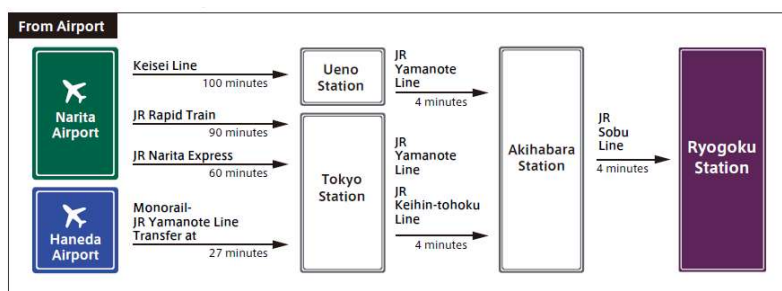 From Airport
Narita
Airport
Keisei Line
100 minutes
JR Rapid Train
90 minutes
JR Narita Express
60 minutes
Haneda
Airport
Monorail-
JR Yamanote Line
Transfer at
27 minutes
Ueno
Station
JR
Yamanote
Line
4 minutes
Tokyo
Station
JR
Yamanote
Line
JR
Keihin-tohoku
Line
4 minutes
Akihabara
Station
JR
Sobu
Line
4 minutes
Ryogoku
Station